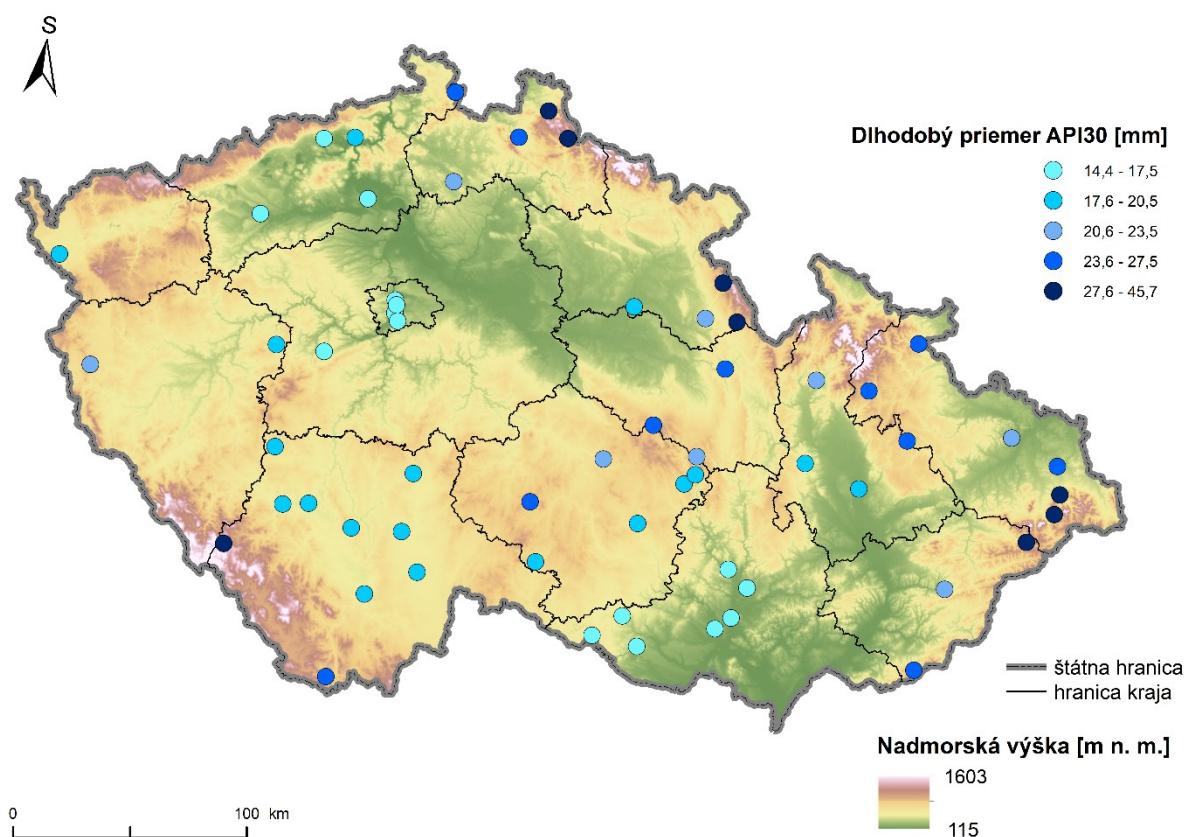 S
Dlhodobý priemer API30 [mm]
14,4 - 17,5
17,6 - 20,5
20,6 - 23,5
23,6 - 27,5
27,6 - 45,7
štátna hranica
hranica kraja
Nadmorská výška [m n. m.]
1603
115
0 100 km